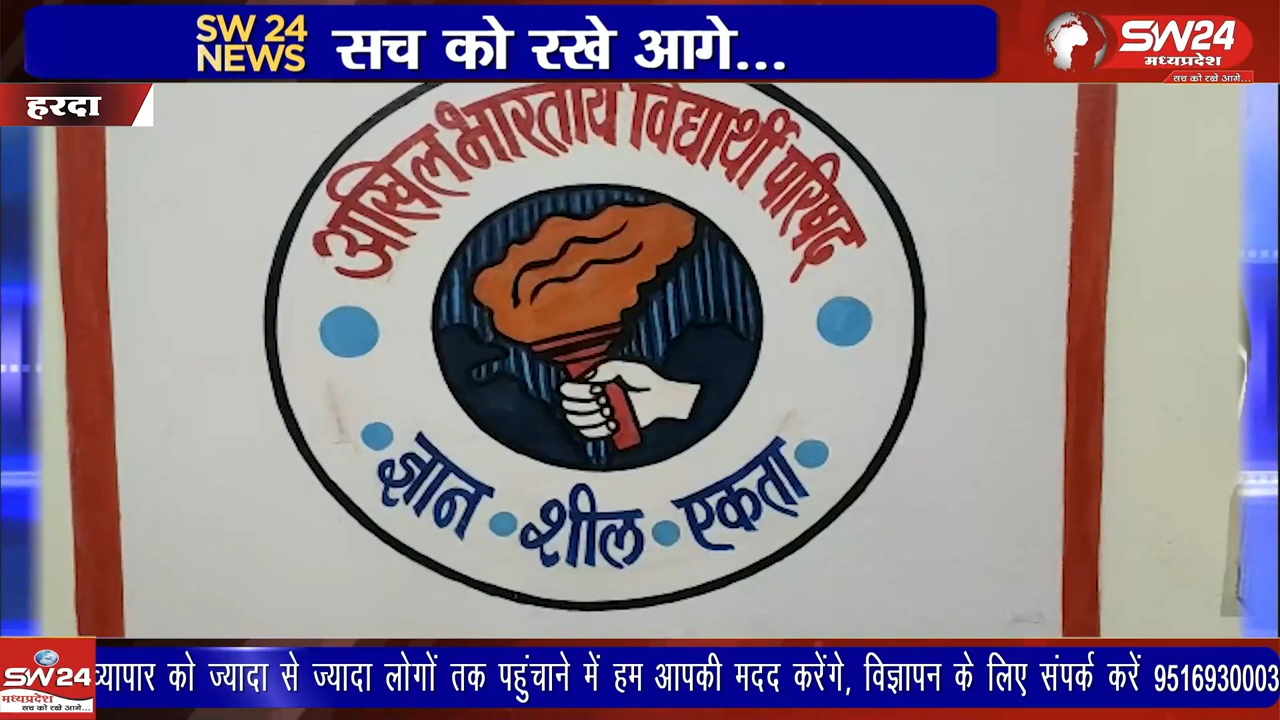 SW 24 NEWS सच को रखे आगे...
SW24
मध्यप्रदेश
सच को रखे आगे...
हरदा
अखिल भारतीय विद्यार्थी परिषद
ज्ञान • शील • एकता
SW24
मध्यप्रदेश
सच को रखे आगे...
व्यापार को ज्यादा से ज्यादा लोगों तक पहुंचाने में हम आपकी मदद करेंगे, विज्ञापन के लिए संपर्क करें 9516930003